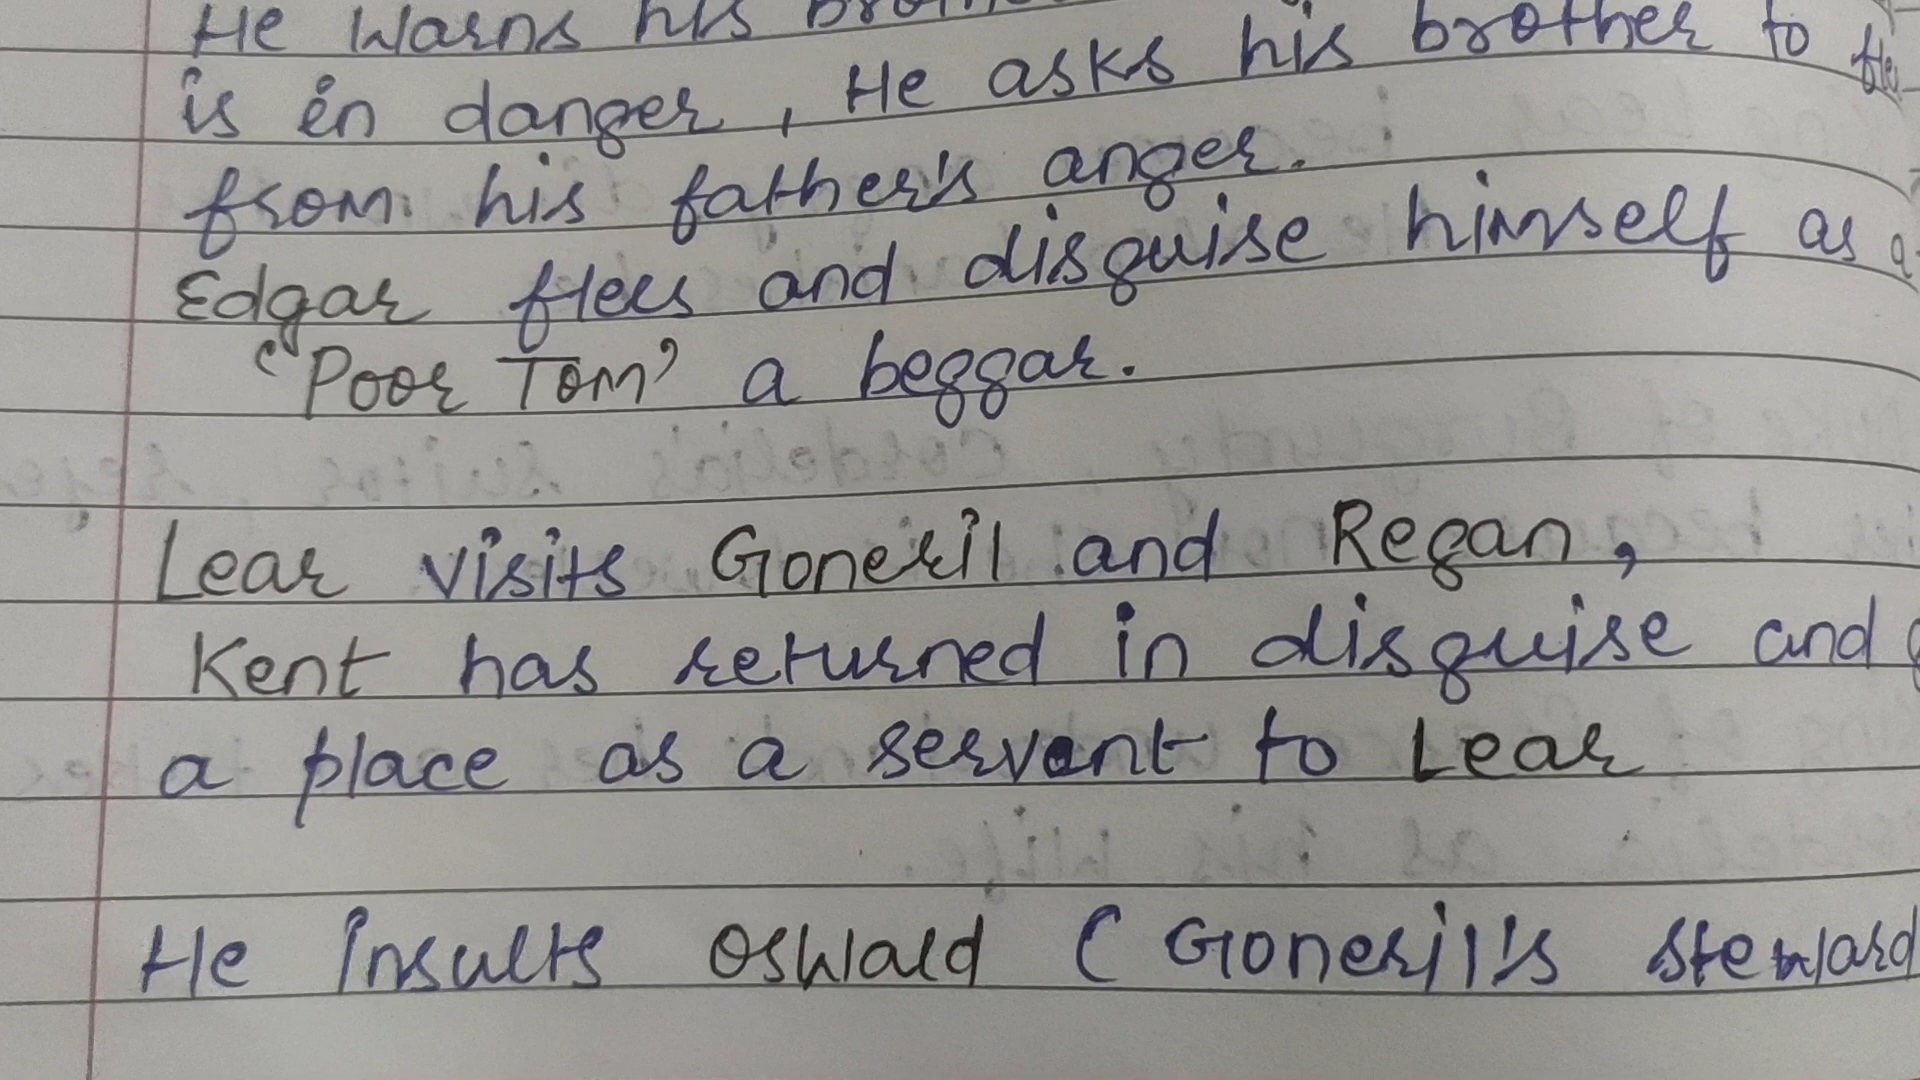 He warns his
is in danger, He asks his brother to
from his father's anger.
Edgar flees and disguise himself as a
"Poor Tom' a beggar.
Lear visits Goneril and Regan,
Kent has returned in disguise and
a place as a servant to Lear
He insults Oswald ( Goneril's steward